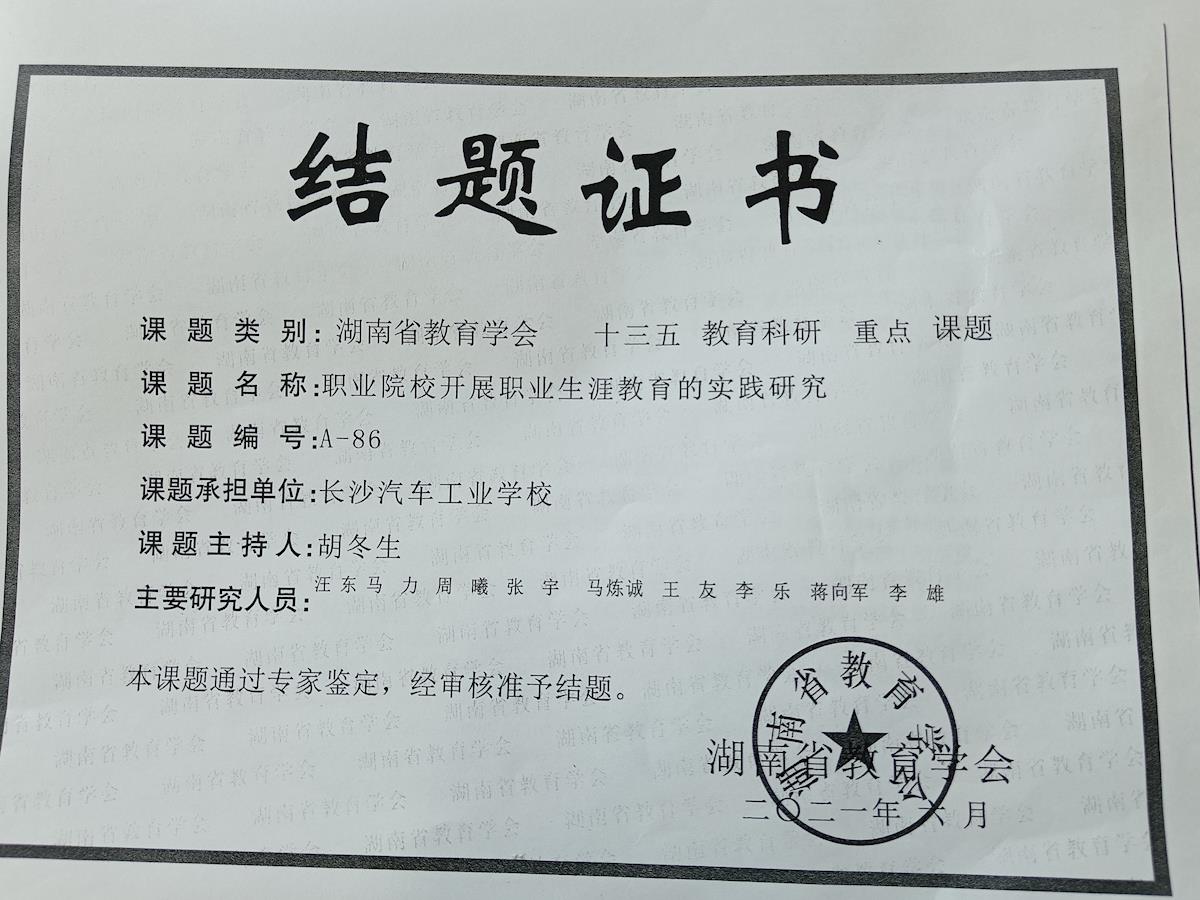 结题证书
课题类别:湖南省教育学会 十三五 教育科研 重点 课题
课题名称:职业院校开展职业生涯教育的实践研究
课题编号:A-86
课题承担单位:长沙汽车工业学校
课题主持人:胡冬生
主要研究人员:汪东马 力 周 曦 张 宇 马炼诚 王 友 李 乐 蒋向军 李 雄
本课题通过专家鉴定，经审核准予结题。
湖南省教育学会
湖南省教育学会
二〇二一年六月